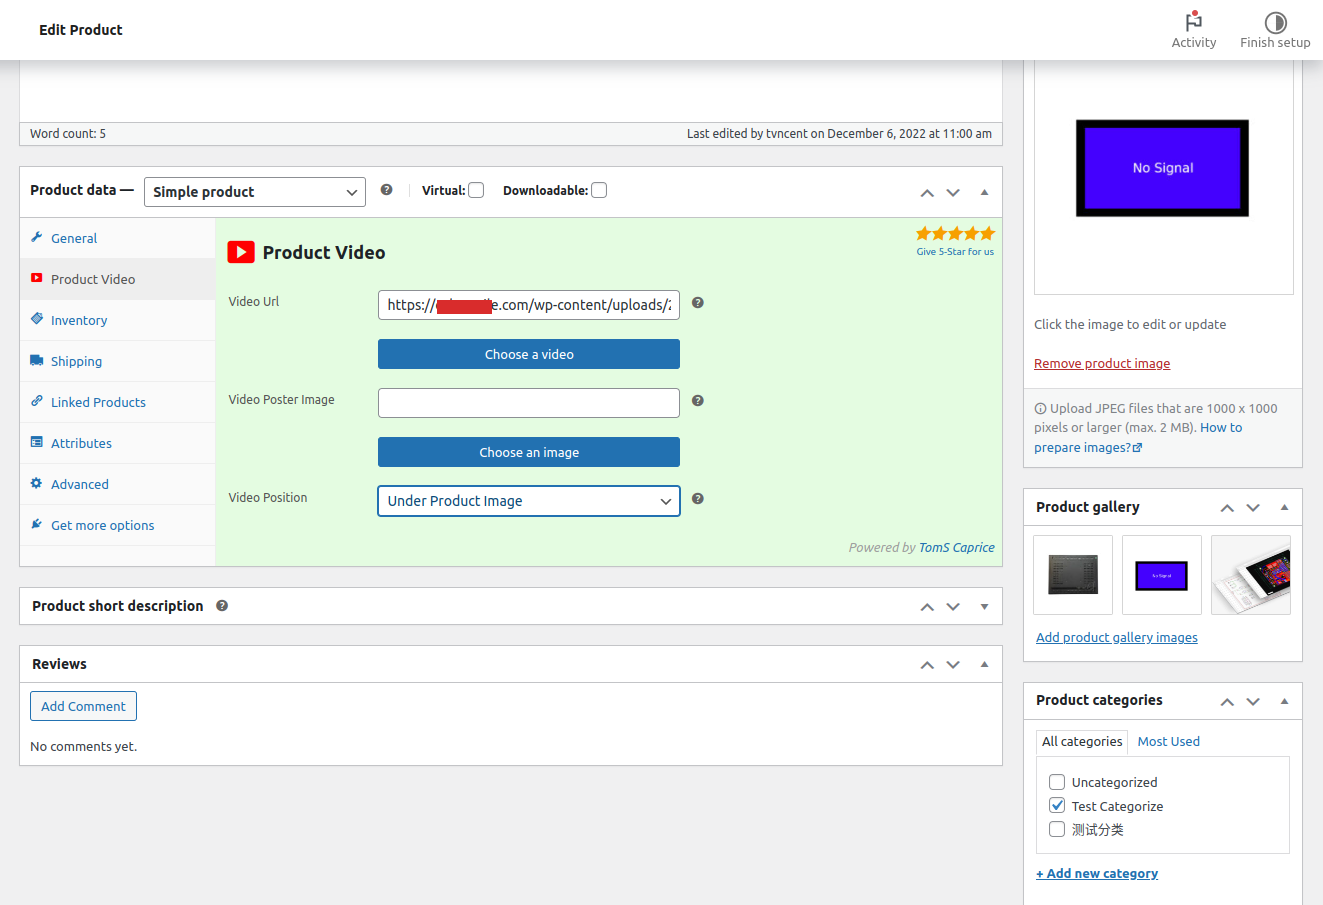 Edit Product
Activity
Finish setup
Word count: 5
Last edited by tvncent on December 6, 2022 at 11:00 am
Product data —
Simple product
Virtual:
Downloadable:
General
Product Video
Inventory
Shipping
Linked Products
Attributes
Advanced
Get more options
Product Video
Give 5-Star for us
Video Url
https:// e.com/wp-content/uploads/
Choose a video
Video Poster Image
Choose an image
Video Position
Under Product Image
Powered by TomS Caprice
Product short description
Reviews
Add Comment
No comments yet.
No Signal
Click the image to edit or update
Remove product image
Upload JPEG files that are 1000 x 1000
pixels or larger (max. 2 MB). How to
prepare images?
Product gallery
No Signal
Add product gallery images
Product categories
All categories
Most Used
Uncategorized
Test Categorize
测试分类
+ Add new category